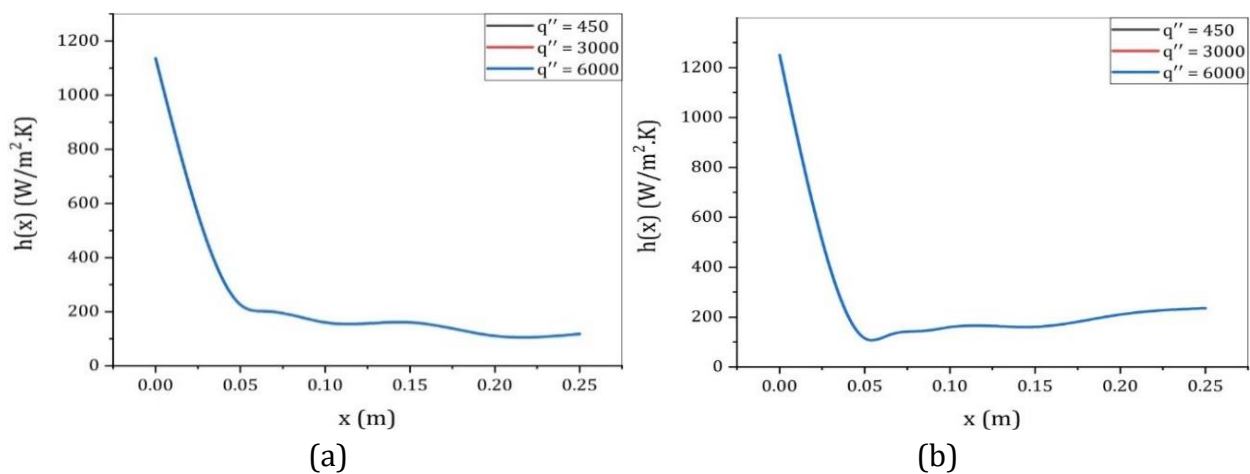 1200
1000
800
600
400
200
0
h(x) (W/m².K)
0.00 0.05 0.10 0.15 0.20 0.25
x (m)
q″ = 450
q″ = 3000
q″ = 6000
(a)
1200
1000
800
600
400
200
0
h(x) (W/m².K)
0.00 0.05 0.10 0.15 0.20 0.25
x (m)
q″ = 450
q″ = 3000
q″ = 6000
(b)